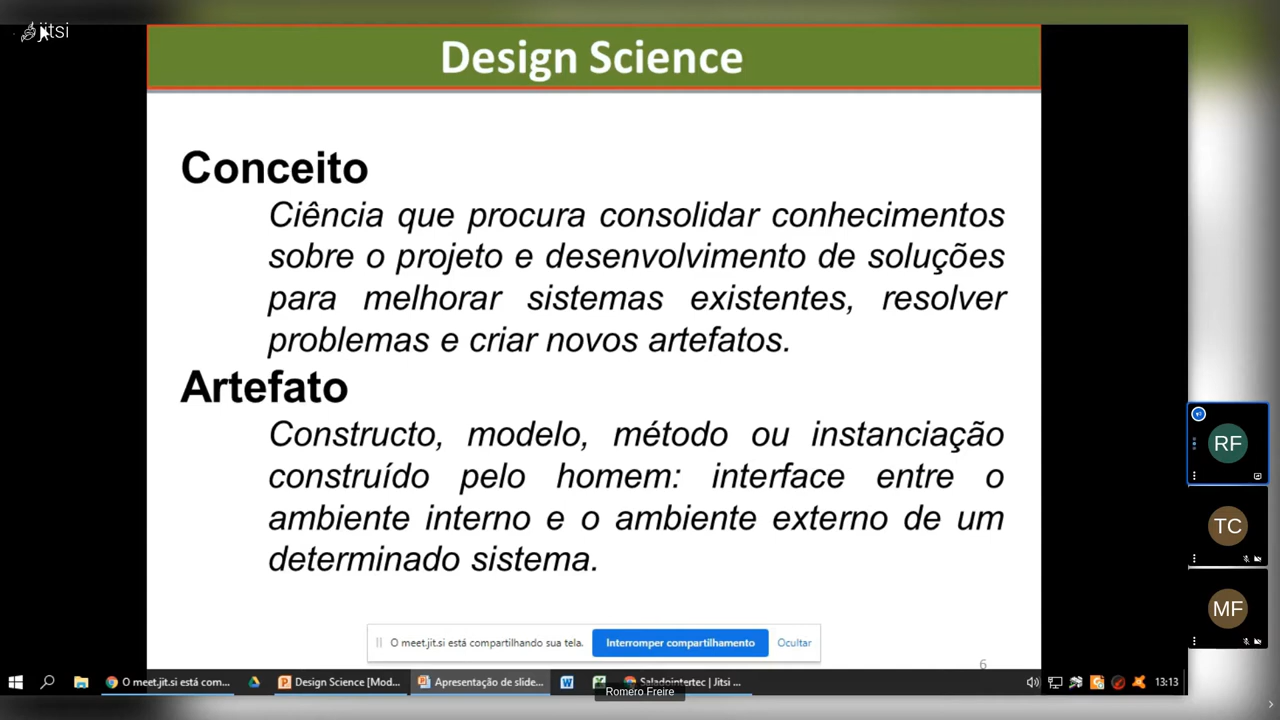 jitsi
Design Science
Conceito
Ciência que procura consolidar conhecimentos
sobre o projeto e desenvolvimento de soluções
para melhorar sistemas existentes, resolver
problemas e criar novos artefatos.
Artefato
Constructo, modelo, método ou instanciação
construído pelo homem: interface entre o
ambiente interno e o ambiente externo de um
determinado sistema.
RF
TC
MF
O meet.jit.si está compartilhando sua tela.
Interromper compartilhamento
Ocultar
6
O meet.jit.si está com...
Design Science [Mod...
Apresentação de slide...
Saladointertec | Jitsi ...
13:13
Romero Freire